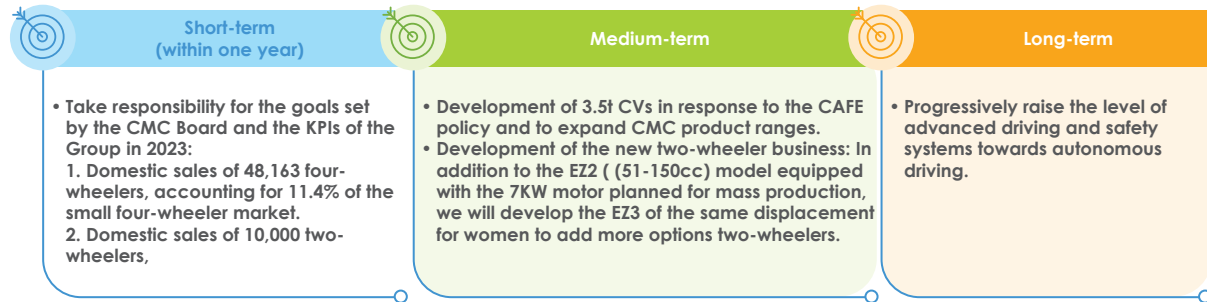 Short-term
(within one year)
• Take responsibility for the goals set
by the CMC Board and the KPIs of the
Group in 2023:
1. Domestic sales of 48,163 four-
wheelers, accounting for 11.4% of the
small four-wheeler market.
2. Domestic sales of 10,000 two-
wheelers,
Medium-term
• Development of 3.5t CVs in response to the CAFE
policy and to expand CMC product ranges.
• Development of the new two-wheeler business: In
addition to the EZ2 ( (51-150cc) model equipped
with the 7KW motor planned for mass production,
we will develop the EZ3 of the same displacement
for women to add more options two-wheelers.
Long-term
• Progressively raise the level of
advanced driving and safety
systems towards autonomous
driving.